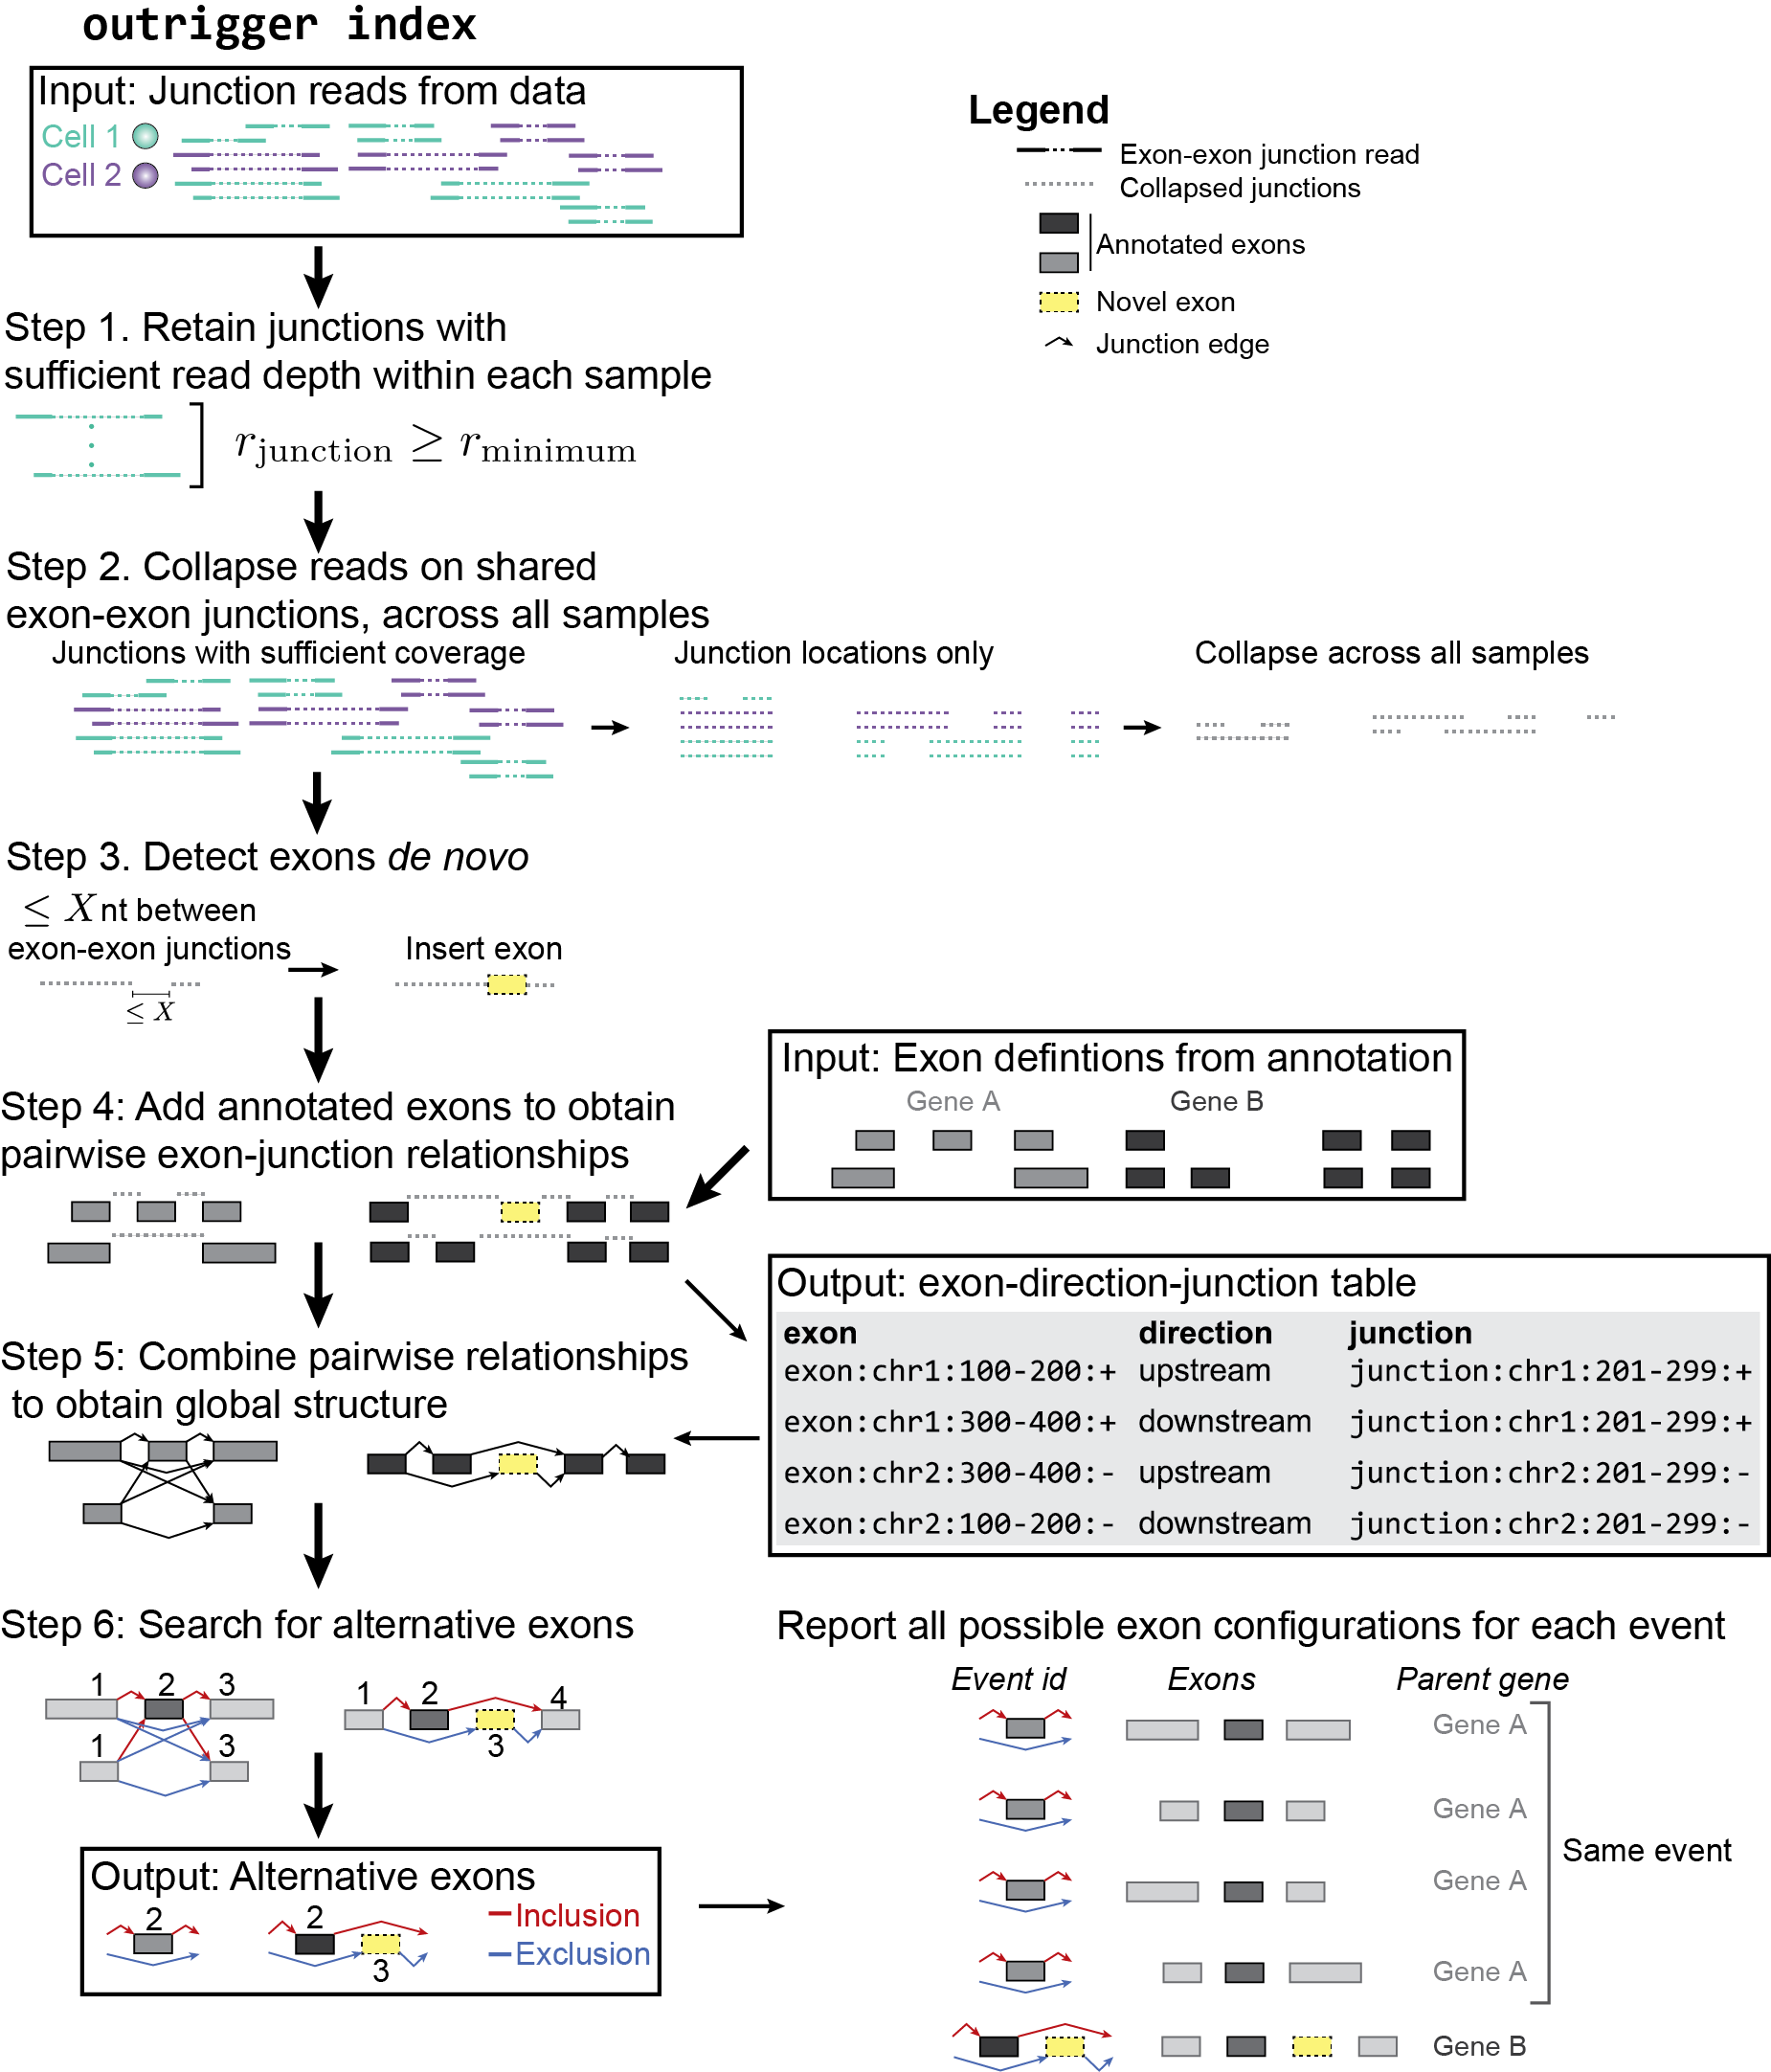 outrigger index
Input: Junction reads from data
Cell 1
Cell 2
Legend
Exon-exon junction read
Collapsed junctions
Annotated exons
Novel exon
Junction edge
Step 1. Retain junctions with
sufficient read depth within each sample
r junction ≥ r minimum
Step 2. Collapse reads on shared
exon-exon junctions, across all samples
Junctions with sufficient coverage
Junction locations only
Collapse across all samples
Step 3. Detect exons de novo
≤ X nt between
exon-exon junctions
Insert exon
≤ X
Input: Exon defintions from annotation
Gene A
Gene B
Step 4: Add annotated exons to obtain
pairwise exon-junction relationships
Output: exon-direction-junction table
exon direction junction
exon:chr1:100-200:+ upstream junction:chr1:201-299:+
exon:chr1:300-400:+ downstream junction:chr1:201-299:+
exon:chr2:300-400:- upstream junction:chr2:201-299:-
exon:chr2:100-200:- downstream junction:chr2:201-299:-
Step 5: Combine pairwise relationships
to obtain global structure
Step 6: Search for alternative exons
1 2 3
1 3
1 2 4
3
Output: Alternative exons
2
2
3
Inclusion
Exclusion
Report all possible exon configurations for each event
Event id Exons Parent gene
Gene A
Gene A
Gene A
Gene A
Same event
Gene B